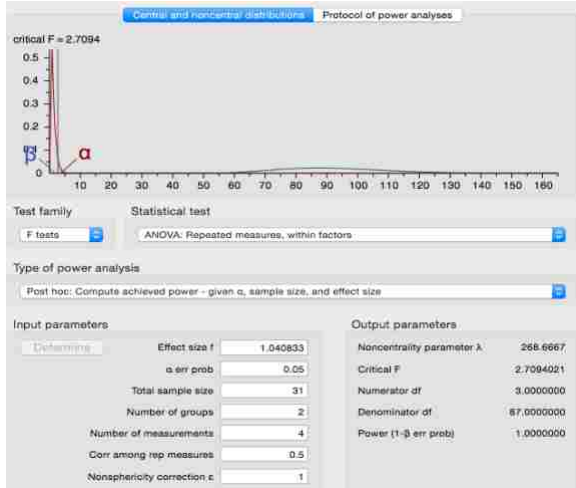 Central and noncentral distributions Protocol of power analyses
critical F = 2.7094
0.5
0.4
0.3
0.2
β α
0
10 20 30 40 50 60 70 80 90 100 110 120 130 140 150 160
Test family Statistical test
F tests ANOVA: Repeated measures, within factors
Type of power analysis
Post hoc: Compute achieved power - given α, sample size, and effect size
Input parameters Output parameters
Determine Effect size f 1.040833 Noncentrality parameter λ 268.6667
α err prob 0.05 Critical F 2.7094021
Total sample size 31 Numerator df 3.0000000
Number of groups 2 Denominator df 87.0000000
Number of measurements 4 Power (1-β err prob) 1.0000000
Corr among rep measures 0.5
Nonsphericity correction ε 1